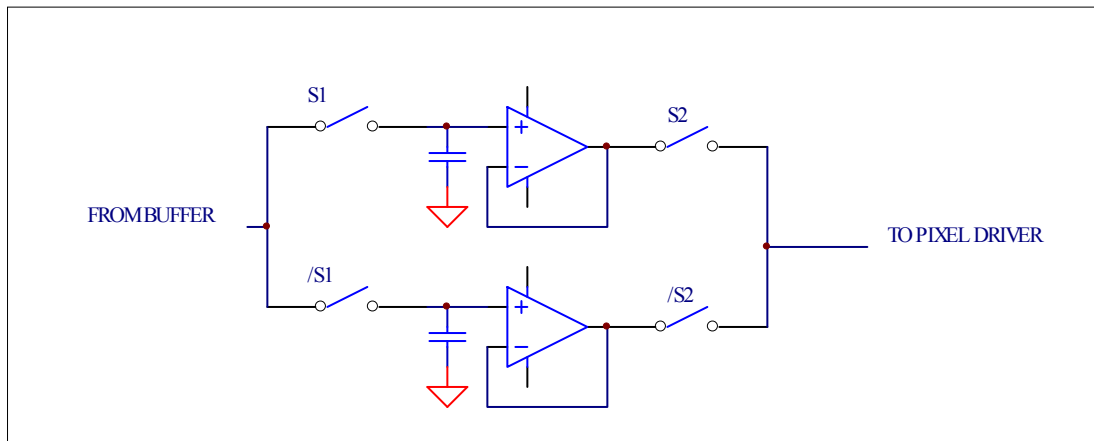 S1
S2
FROM BUFFER
TO PIXEL DRIVER
/S1
/S2